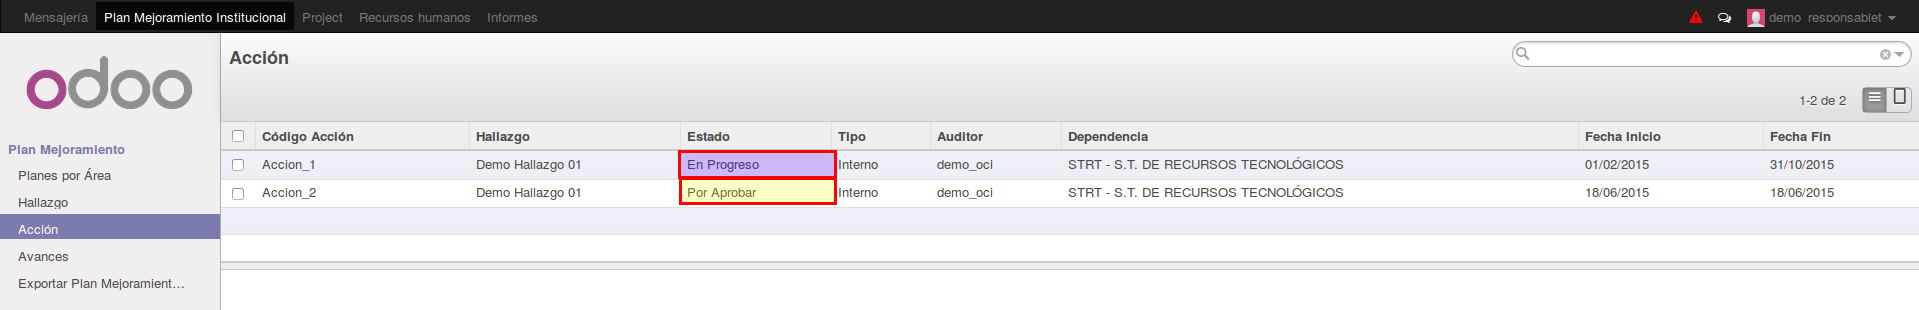 Mensajería Plan Mejoramiento Institucional Project Recursos humanos Informes demo_responsablet
odoo
Acción
1-2 de 2
Plan Mejoramiento
Planes por Área
Hallazgo
Acción
Avances
Exportar Plan Mejoramient…
Código Acción Hallazgo Estado Tipo Auditor Dependencia Fecha Inicio Fecha Fin
Accion_1 Demo Hallazgo 01 En Progreso Interno demo_oci STRT - S.T. DE RECURSOS TECNOLÓGICOS 01/02/2015 31/10/2015
Accion_2 Demo Hallazgo 01 Por Aprobar Interno demo_oci STRT - S.T. DE RECURSOS TECNOLÓGICOS 18/06/2015 18/06/2015